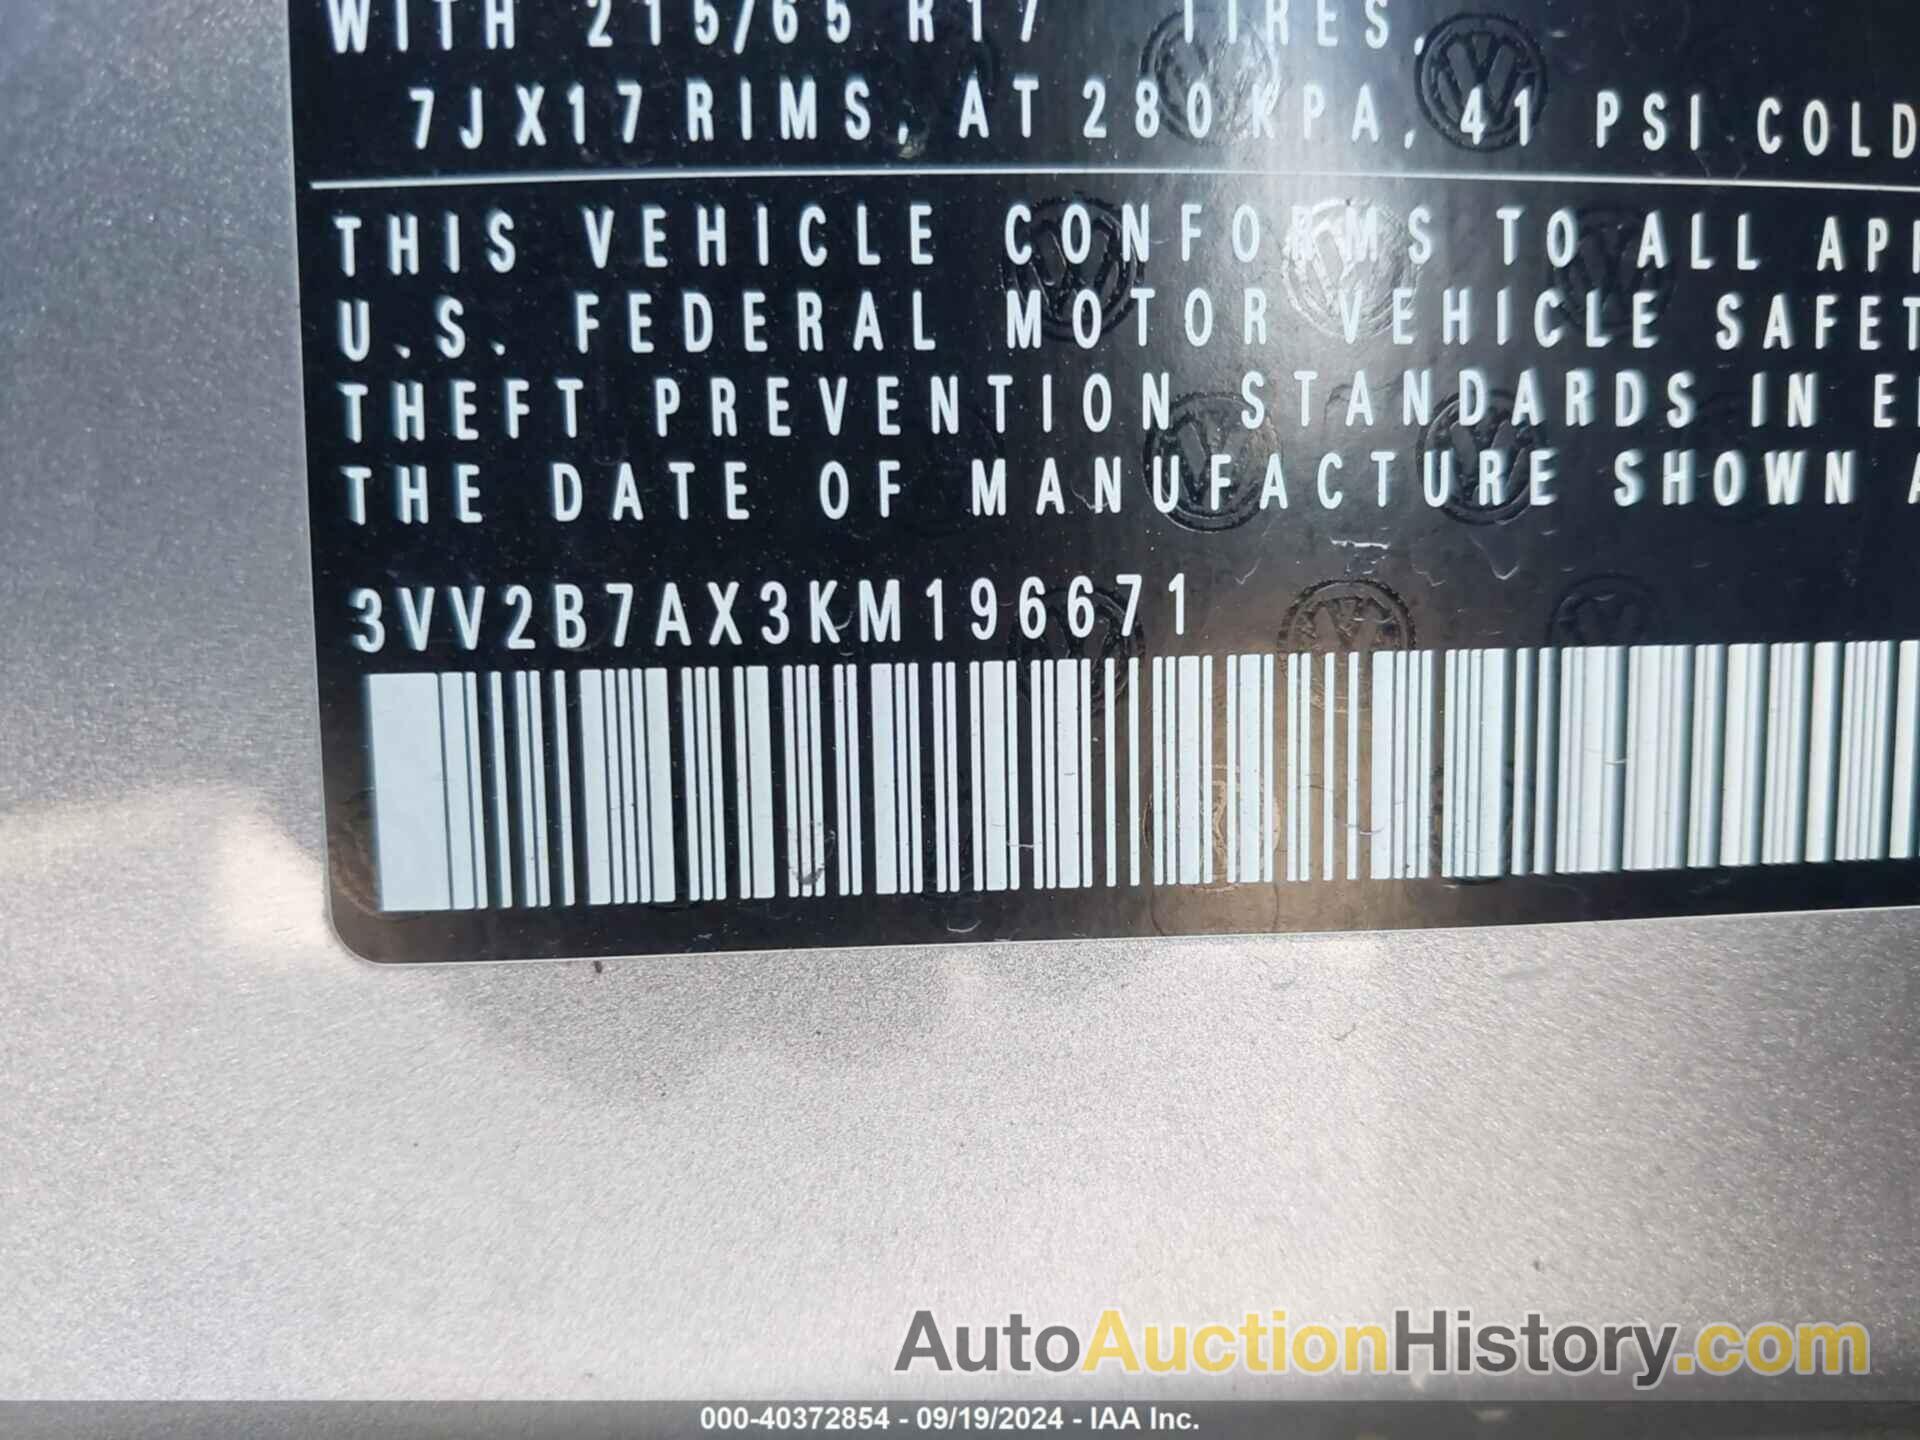 WITH 215/65 R17 TIRES,
7JX17 RIMS, AT 280 KPA, 41 PSI COLD
THIS VEHICLE CONFORMS TO ALL
U.S. FEDERAL MOTOR VEHICLE
THEFT PREVENTION STANDARDS IN
THE DATE OF MANUFACTURE SHOWN
3VV2B7AX3KM196671
AutoAuctionHistory.com
000-40372854 - 09/19/2024 - IAA Inc.